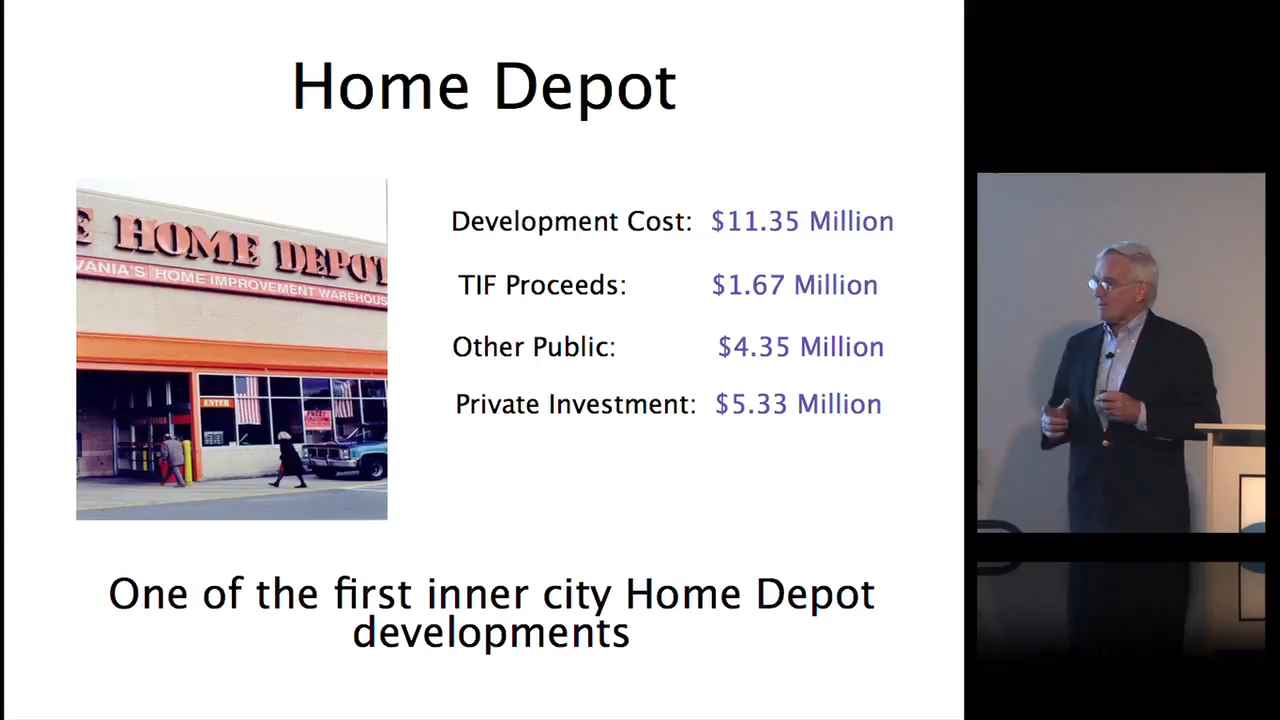 Home Depot
E HOME DEPOT
VANIA'S HOME IMPROVEMENT WAREHOUS
ENTER
Development Cost: $11.35 Million
TIF Proceeds: $1.67 Million
Other Public: $4.35 Million
Private Investment: $5.33 Million
One of the first inner city Home Depot
developments